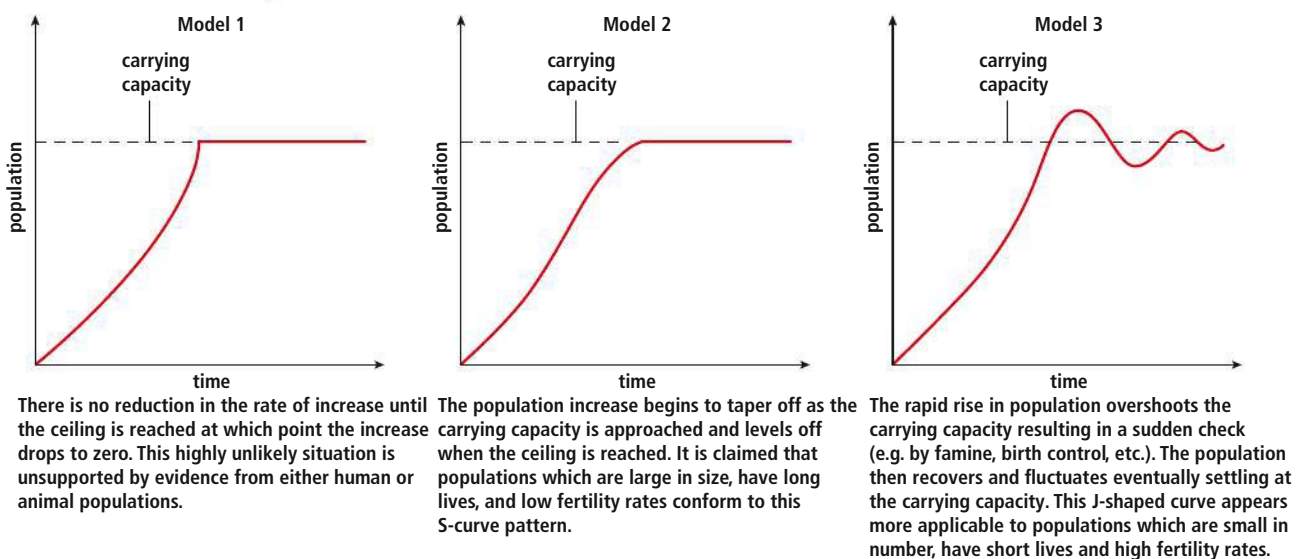 Model 1
carrying
capacity
population
time
There is no reduction in the rate of increase until
the ceiling is reached at which point the increase
drops to zero. This highly unlikely situation is
unsupported by evidence from either human or
animal populations.
Model 2
carrying
capacity
population
time
The population increase begins to taper off as the
carrying capacity is approached and levels off
when the ceiling is reached. It is claimed that
populations which are large in size, have long
lives, and low fertility rates conform to this
S-curve pattern.
Model 3
carrying
capacity
population
time
The rapid rise in population overshoots the
carrying capacity resulting in a sudden check
(e.g. by famine, birth control, etc.). The population
then recovers and fluctuates eventually settling at
the carrying capacity. This J-shaped curve appears
more applicable to populations which are small in
number, have short lives and high fertility rates.